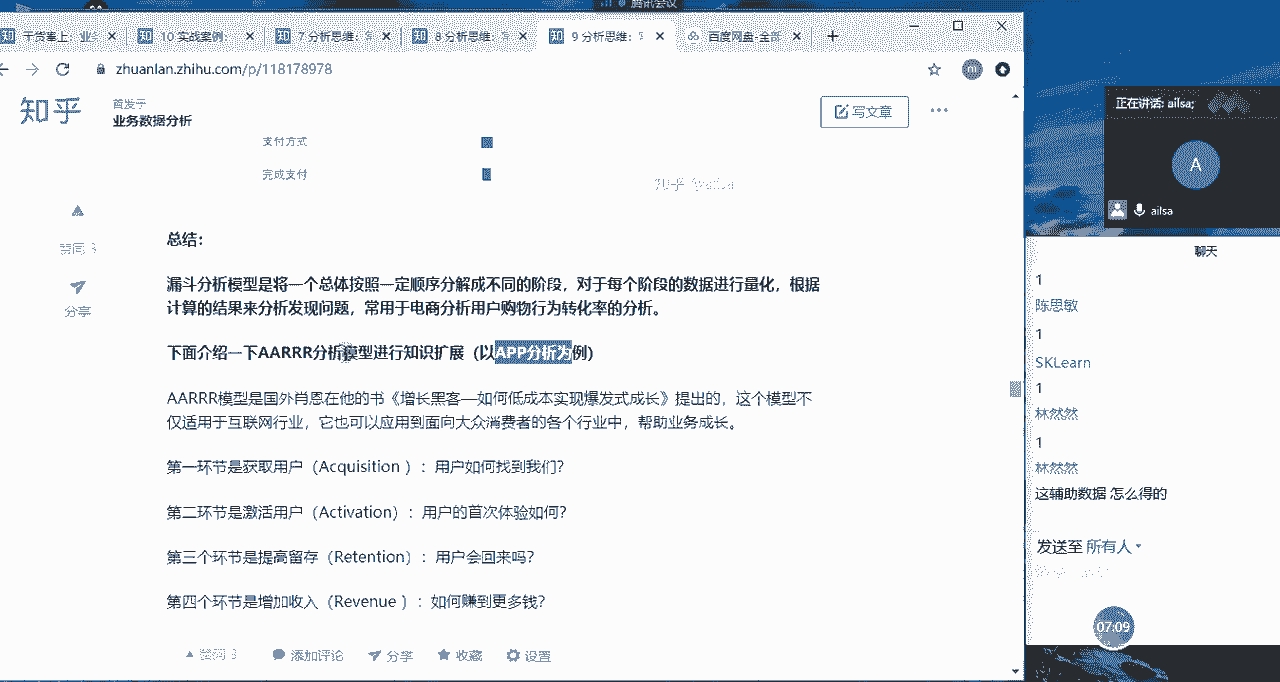 腾讯会议
干货奉上：业
10 实战案例：
7 分析思维：
8 分析思维：
9 分析思维：
百度网盘-全部
zhuanlan.zhihu.com/p/118178978
知乎
首发于
业务数据分析
写文章
支付方式
完成支付
知乎 @ailsa
赞同 3
分享
总结：
漏斗分析模型是将一个总体按照一定顺序分解成不同的阶段，对于每个阶段的数据进行量化，根据
计算的结果来分析发现问题，常用于电商分析用户购物行为转化率的分析。
下面介绍一下AARRR分析模型进行知识扩展（以APP分析为例）
AARRR模型是国外肖恩在他的书《增长黑客—如何低成本实现爆发式成长》提出的，这个模型不
仅适用于互联网行业，它也可以应用到面向大众消费者的各个行业中，帮助业务成长。
第一环节是获取用户（Acquisition ）：用户如何找到我们？
第二环节是激活用户（Activation）：用户的首次体验如何？
第三个环节是提高留存（Retention）：用户会回来吗？
第四个环节是增加收入（Revenue ）：如何赚到更多钱？
赞同 3
添加评论
分享
收藏
设置
正在讲话: ailsa;
A
ailsa
聊天
1
陈思敏
1
SKLearn
1
林然然
1
林然然
这辅助数据 怎么得的
发送至 所有人
07:09